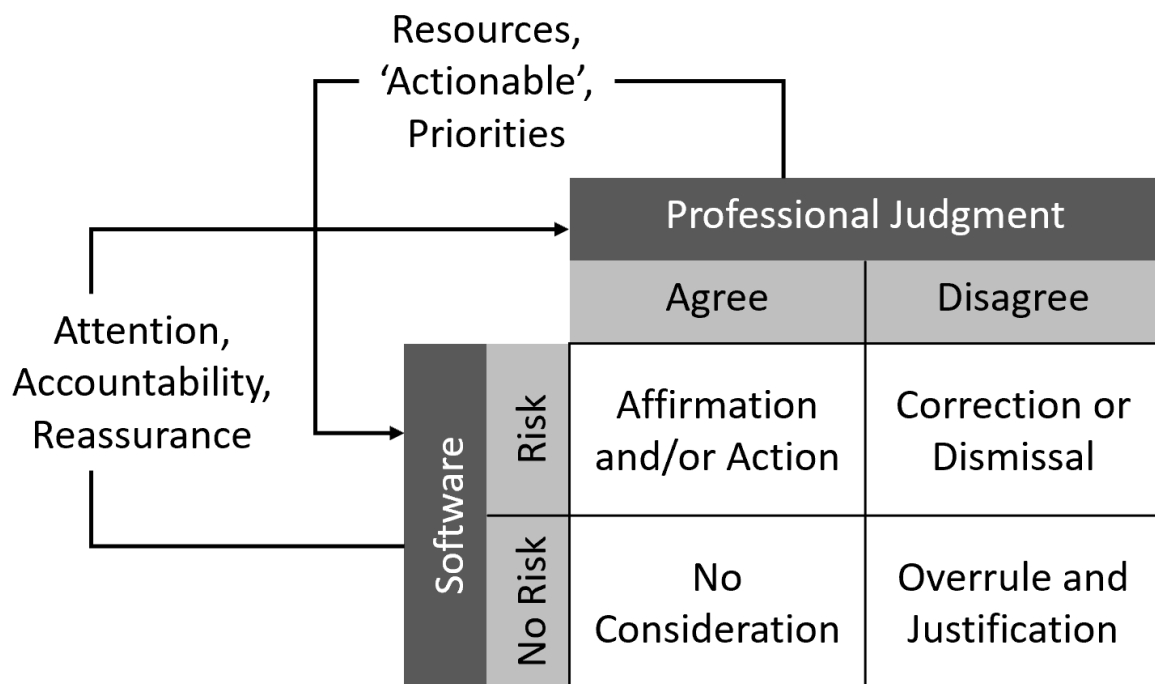 Resources,
‘Actionable’,
Priorities
Professional Judgment
Agree
Disagree
Attention,
Accountability,
Reassurance
Software
Risk
Affirmation
and/or Action
Correction or
Dismissal
No Risk
No
Consideration
Overrule and
Justification